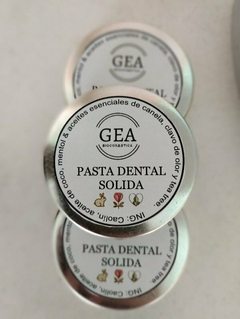 GEA
GEA
BIOCOSMÉTICA
PASTA DENTAL
SOLIDA
ING: Caolín, aceite de coco, mentol & aceites esenciales de canela, clavo de olor y tea tree
PASTA DENTAL
SOLIDA